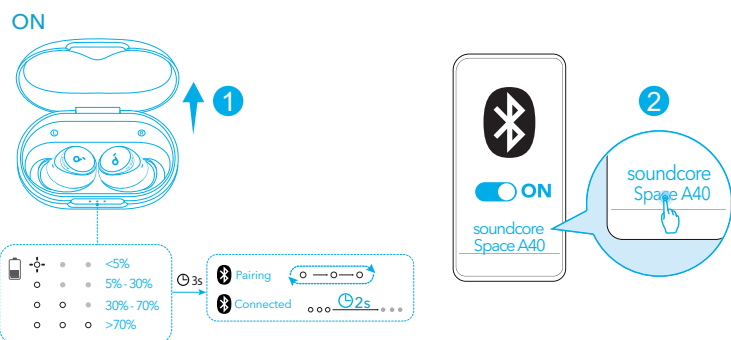 ON
1
L
R
<5%
5% - 30%
30% - 70%
>70%
3s
Pairing
Connected
2s
ON
soundcore
Space A40
2
soundcore
Space A40